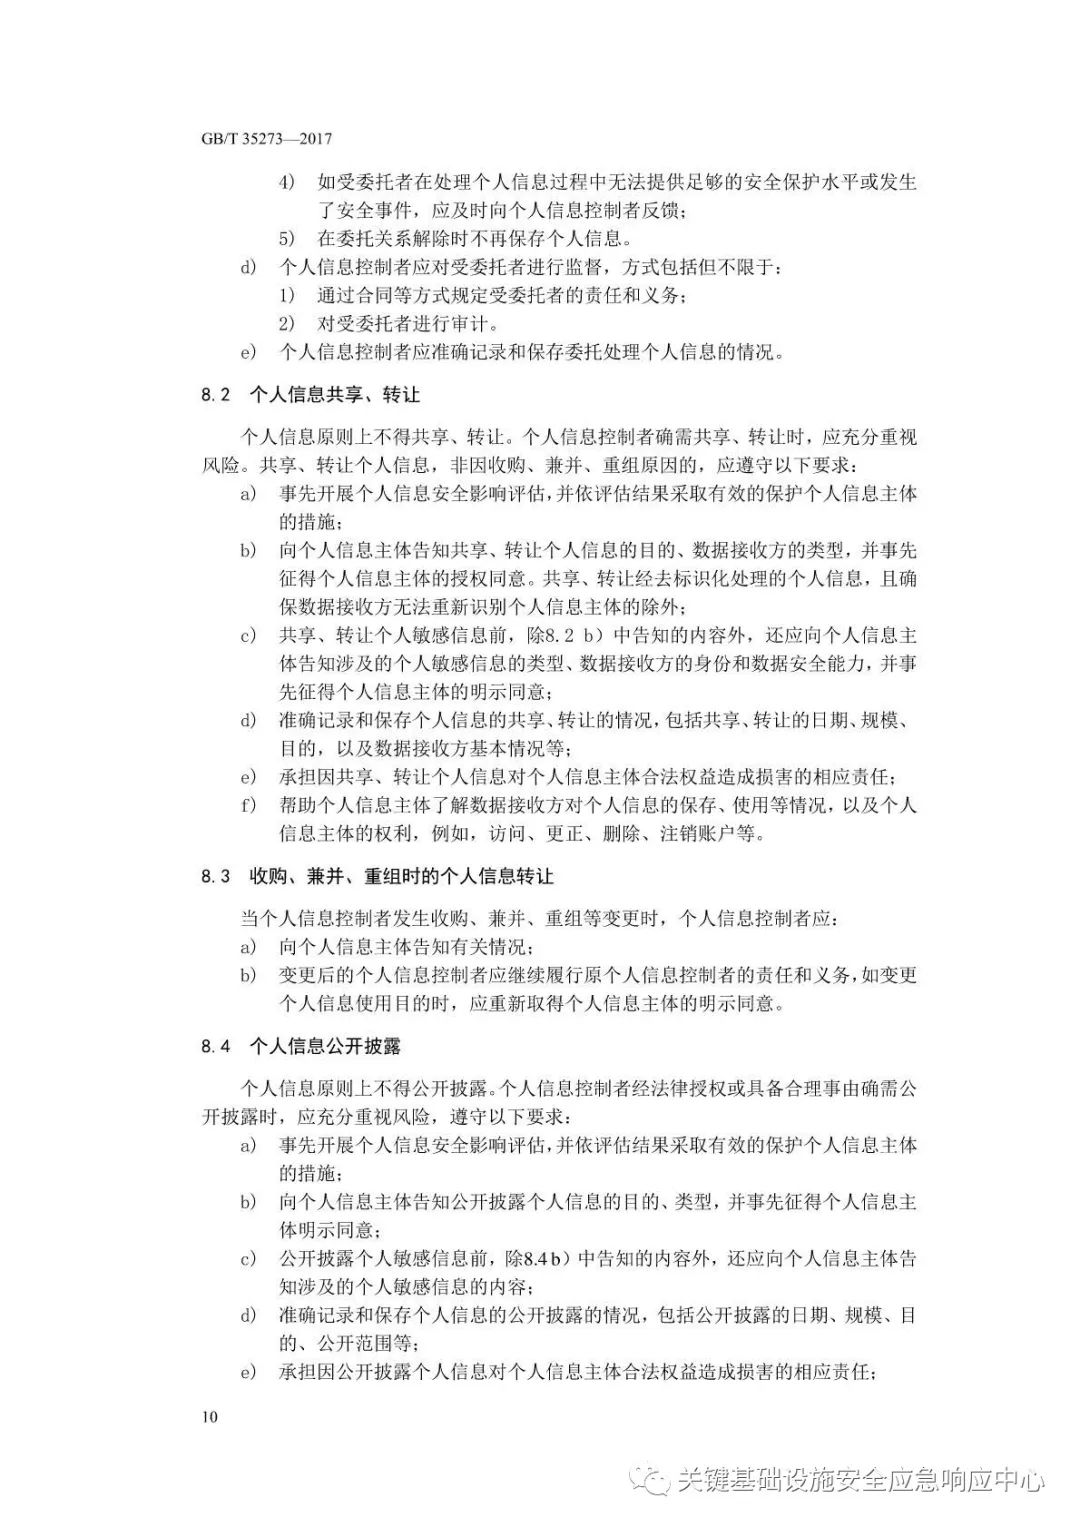 GB/T 35273—2017
4) 如受委托者在处理个人信息过程中无法提供足够的安全保护水平或发生
了安全事件，应及时向个人信息控制者反馈；
5) 在委托关系解除时不再保存个人信息。
d) 个人信息控制者应对受委托者进行监督，方式包括但不限于：
1) 通过合同等方式规定受委托者的责任和义务；
2) 对受委托者进行审计。
e) 个人信息控制者应准确记录和保存委托处理个人信息的情况。
8.2 个人信息共享、转让
个人信息原则上不得共享、转让。个人信息控制者确需共享、转让时，应充分重视
风险。共享、转让个人信息，非因收购、兼并、重组原因的，应遵守以下要求：
a) 事先开展个人信息安全影响评估，并依评估结果采取有效的保护个人信息主体
的措施；
b) 向个人信息主体告知共享、转让个人信息的目的、数据接收方的类型，并事先
征得个人信息主体的授权同意。共享、转让经去标识化处理的个人信息，且确
保数据接收方无法重新识别个人信息主体的除外；
c) 共享、转让个人敏感信息前，除8.2 b）中告知的内容外，还应向个人信息主
体告知涉及的个人敏感信息的类型、数据接收方的身份和数据安全能力，并事
先征得个人信息主体的明示同意；
d) 准确记录和保存个人信息的共享、转让的情况，包括共享、转让的日期、规模、
目的，以及数据接收方基本情况等；
e) 承担因共享、转让个人信息对个人信息主体合法权益造成损害的相应责任；
f) 帮助个人信息主体了解数据接收方对个人信息的保存、使用等情况，以及个人
信息主体的权利，例如，访问、更正、删除、注销账户等。
8.3 收购、兼并、重组时的个人信息转让
当个人信息控制者发生收购、兼并、重组等变更时，个人信息控制者应：
a) 向个人信息主体告知有关情况；
b) 变更后的个人信息控制者应继续履行原个人信息控制者的责任和义务，如变更
个人信息使用目的时，应重新取得个人信息主体的明示同意。
8.4 个人信息公开披露
个人信息原则上不得公开披露。个人信息控制者经法律授权或具备合理事由确需公
开披露时，应充分重视风险，遵守以下要求：
a) 事先开展个人信息安全影响评估，并依评估结果采取有效的保护个人信息主体
的措施；
b) 向个人信息主体告知公开披露个人信息的目的、类型，并事先征得个人信息主
体明示同意；
c) 公开披露个人敏感信息前，除8.4 b）中告知的内容外，还应向个人信息主体告
知涉及的个人敏感信息的内容；
d) 准确记录和保存个人信息的公开披露的情况，包括公开披露的日期、规模、目
的、公开范围等；
e) 承担因公开披露个人信息对个人信息主体合法权益造成损害的相应责任；
10
关键基础设施安全应急响应中心